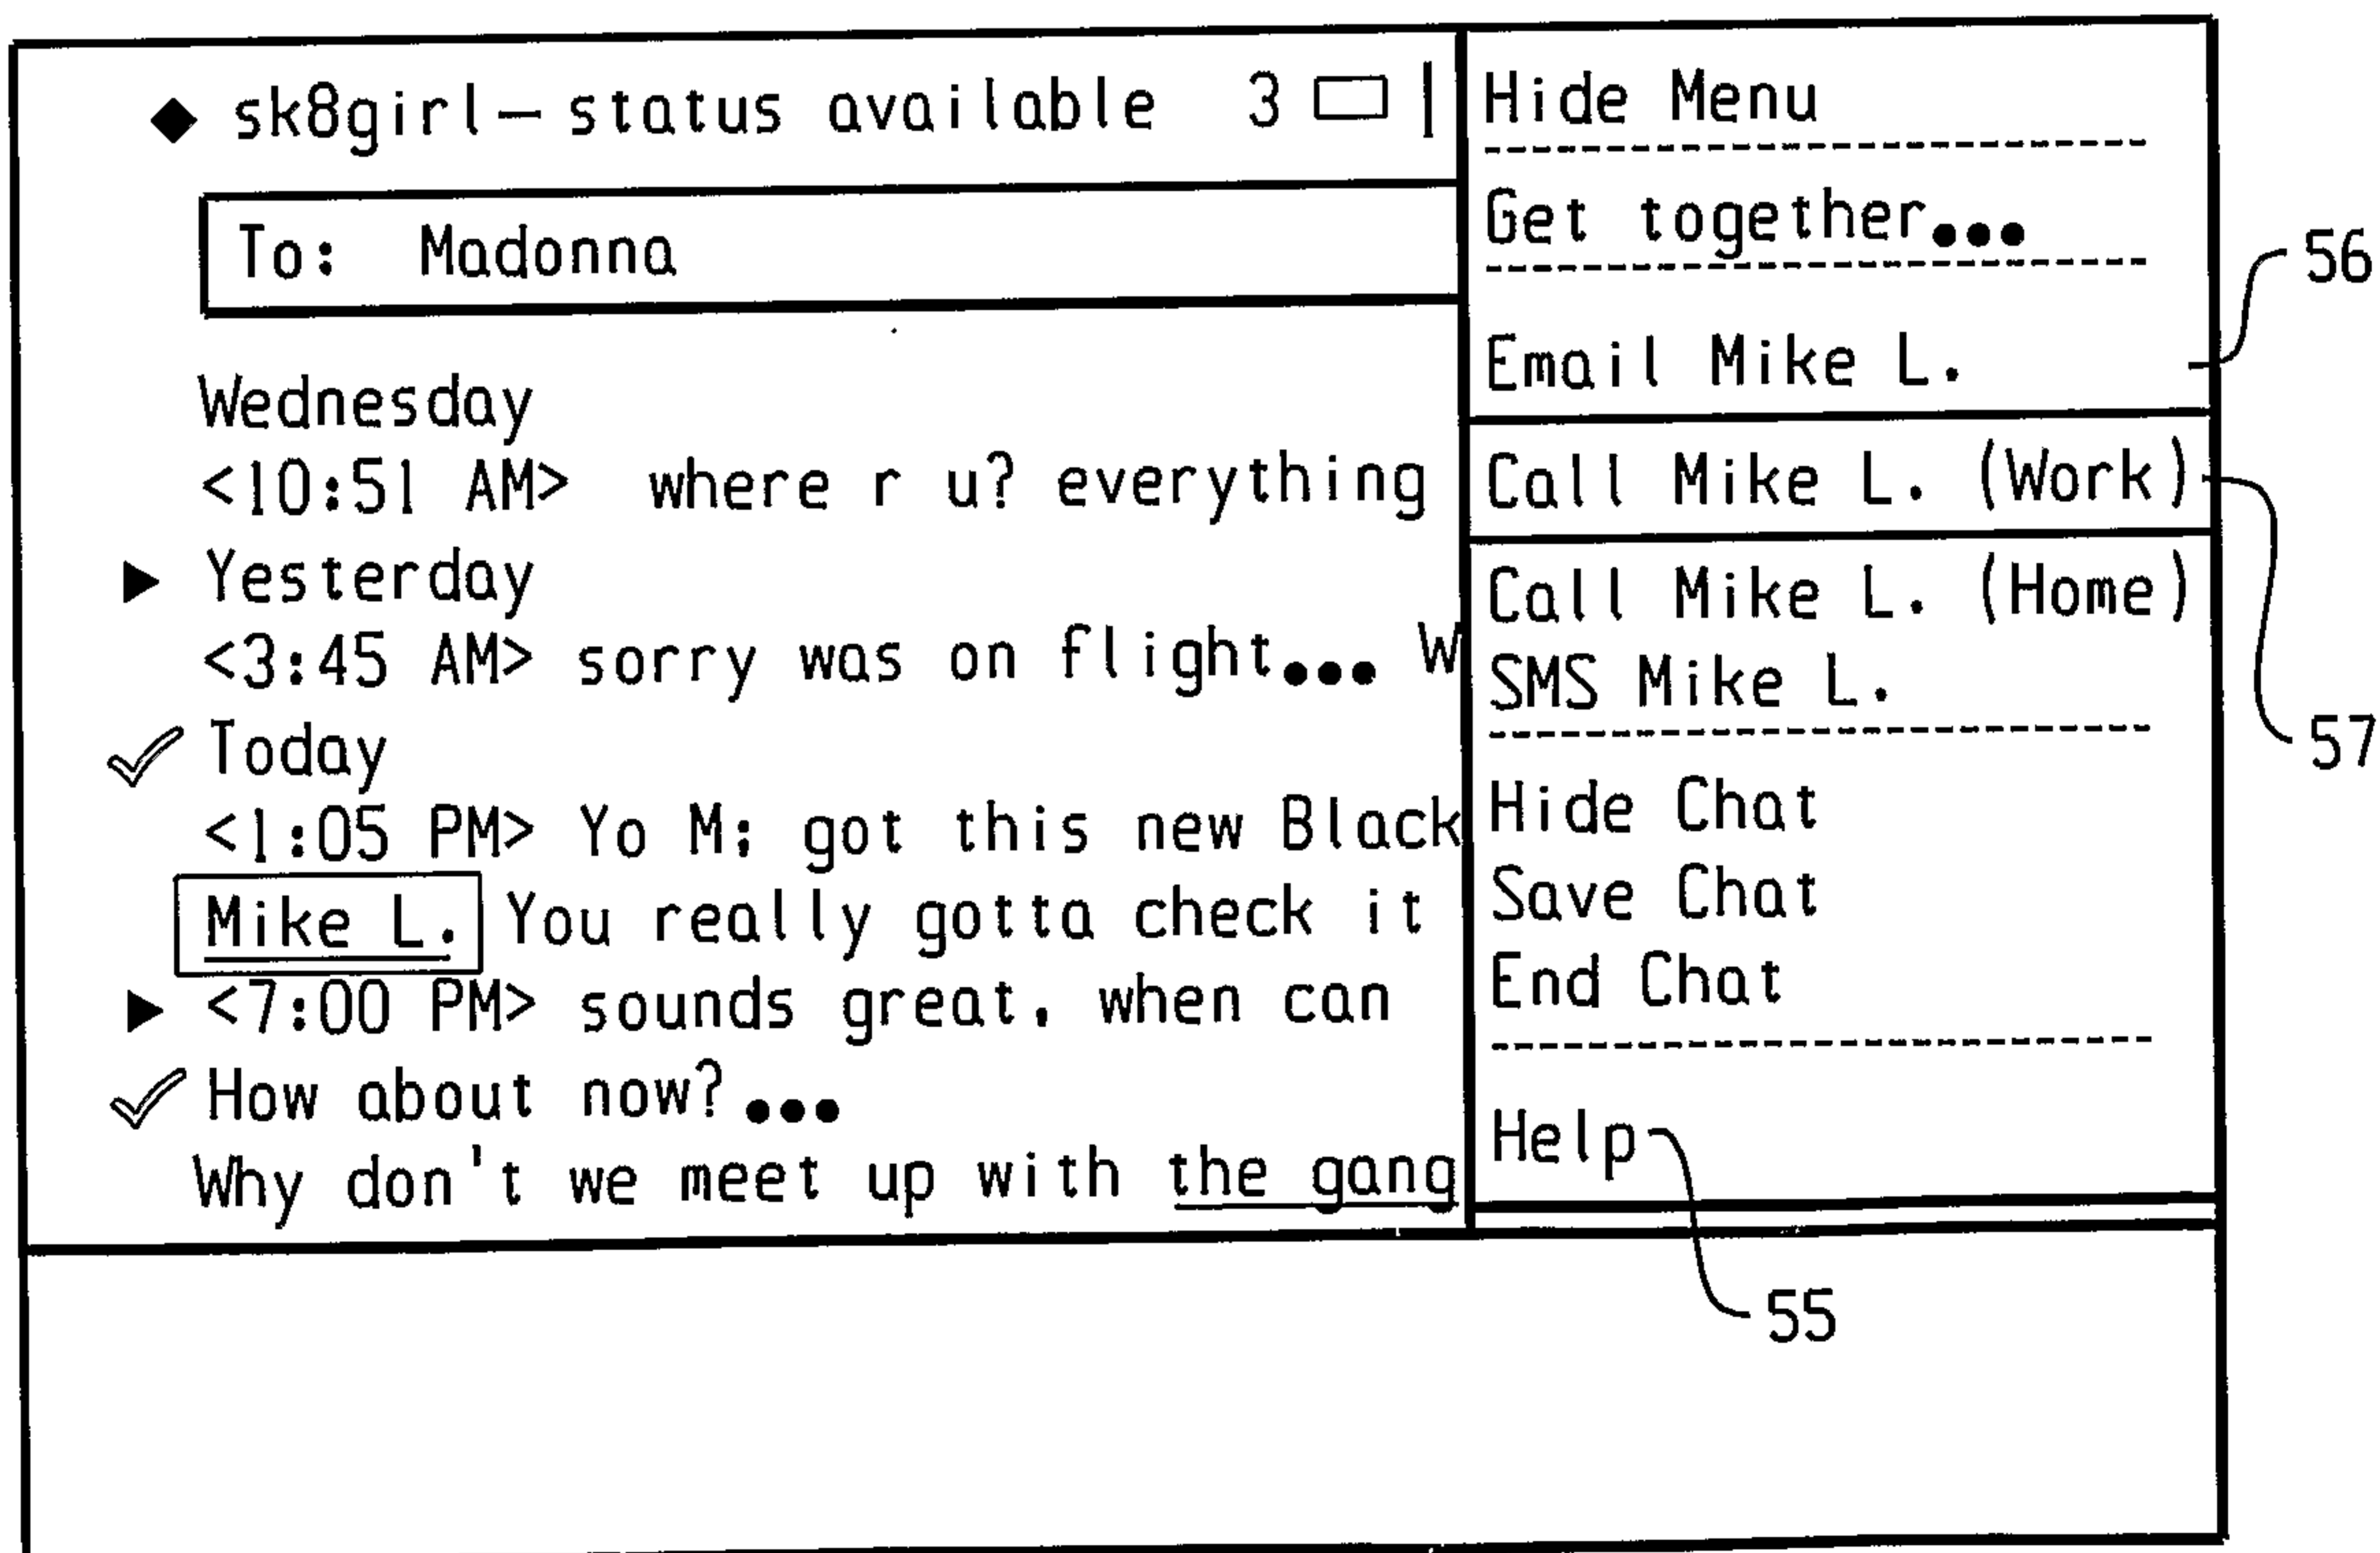 ◆ sk8girl— status available 3
To: Madonna
Wednesday
<10:51 AM> where r u? everything
▶ Yesterday
<3:45 AM> sorry was on flight... W
✓ Today
<1:05 PM> Yo M; got this new Black
Mike L. You really gotta check it
▶ <7:00 PM> sounds great, when can
✓ How about now?...
Why don't we meet up with the gang
Hide Menu
Get together...
Email Mike L.
Call Mike L. (Work)
Call Mike L. (Home)
SMS Mike L.
Hide Chat
Save Chat
End Chat
Help
56
57
55